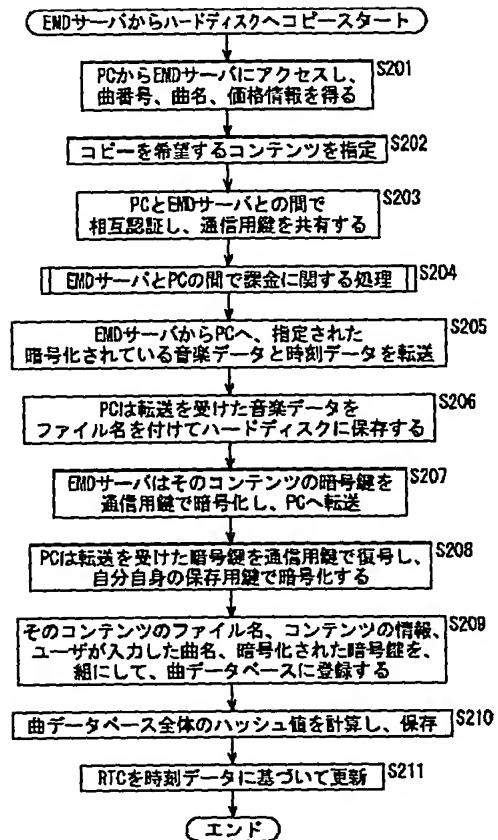 EMDサーバからハードディスクへコピースタート
PCからEMDサーバにアクセスし、
曲番号、曲名、価格情報を得る
S201
コピーを希望するコンテンツを指定
S202
PCとEMDサーバとの間で
相互認証し、通信用鍵を共有する
S203
EMDサーバとPCの間で課金に関する処理
S204
EMDサーバからPCへ、指定された
暗号化されている音楽データと時刻データを転送
S205
PCは転送を受けた音楽データを
ファイル名を付けてハードディスクに保存する
S206
EMDサーバはそのコンテンツの暗号鍵を
通信用鍵で暗号化し、PCへ転送
S207
PCは転送を受けた暗号鍵を通信用鍵で復号し、
自分自身の保存用鍵で暗号化する
S208
そのコンテンツのファイル名、コンテンツの情報、
ユーザが入力した曲名、暗号化された暗号鍵を、
組にして、曲データベースに登録する
S209
曲データベース全体のハッシュ値を計算し、保存
S210
RTCを時刻データに基づいて更新
S211
エンド